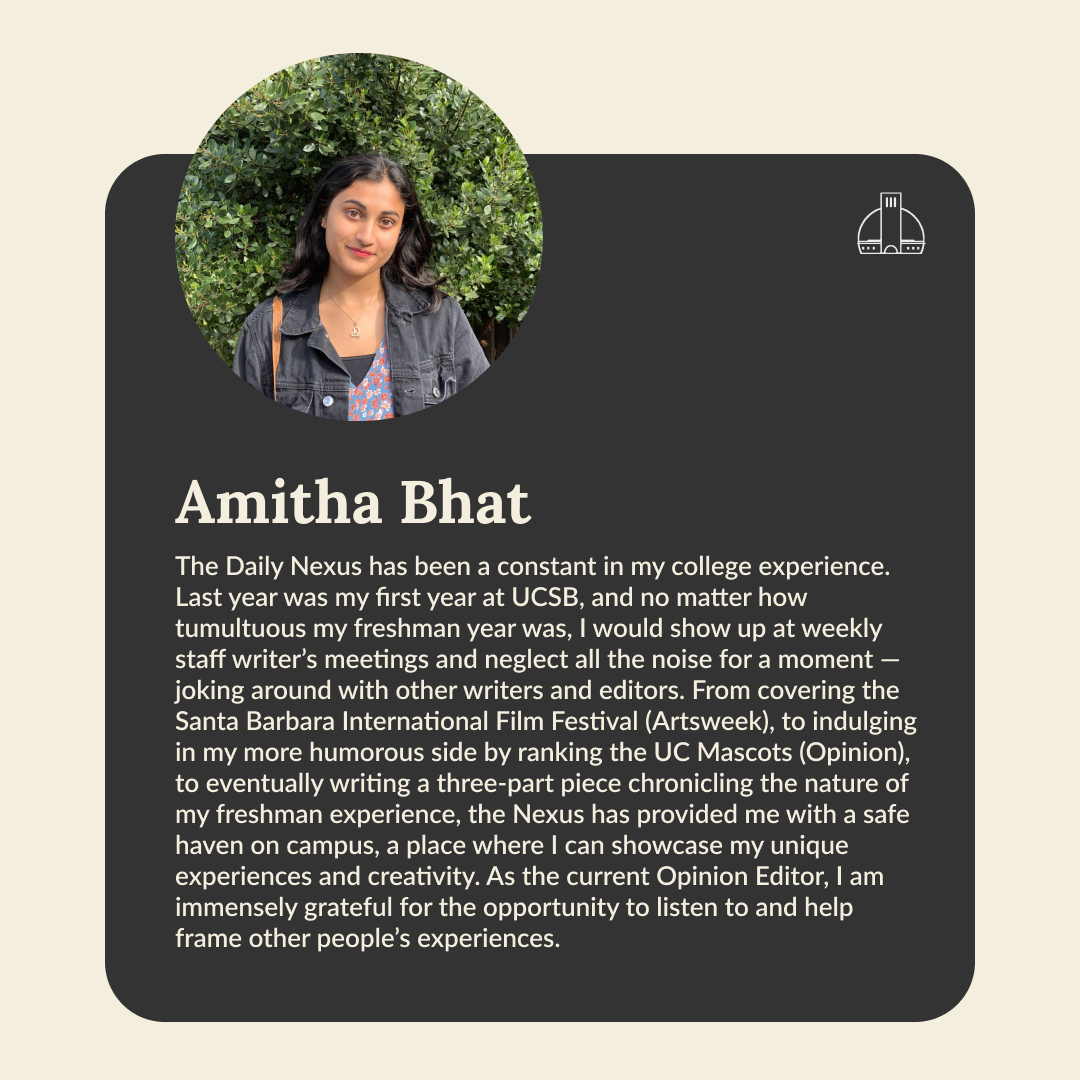 Amitha Bhat
The Daily Nexus has been a constant in my college experience.
Last year was my first year at UCSB, and no matter how
tumultuous my freshman year was, I would show up at weekly
staff writer’s meetings and neglect all the noise for a moment —
joking around with other writers and editors. From covering the
Santa Barbara International Film Festival (Artsweek), to indulging
in my more humorous side by ranking the UC Mascots (Opinion),
to eventually writing a three-part piece chronicling the nature of
my freshman experience, the Nexus has provided me with a safe
haven on campus, a place where I can showcase my unique
experiences and creativity. As the current Opinion Editor, I am
immensely grateful for the opportunity to listen to and help
frame other people’s experiences.